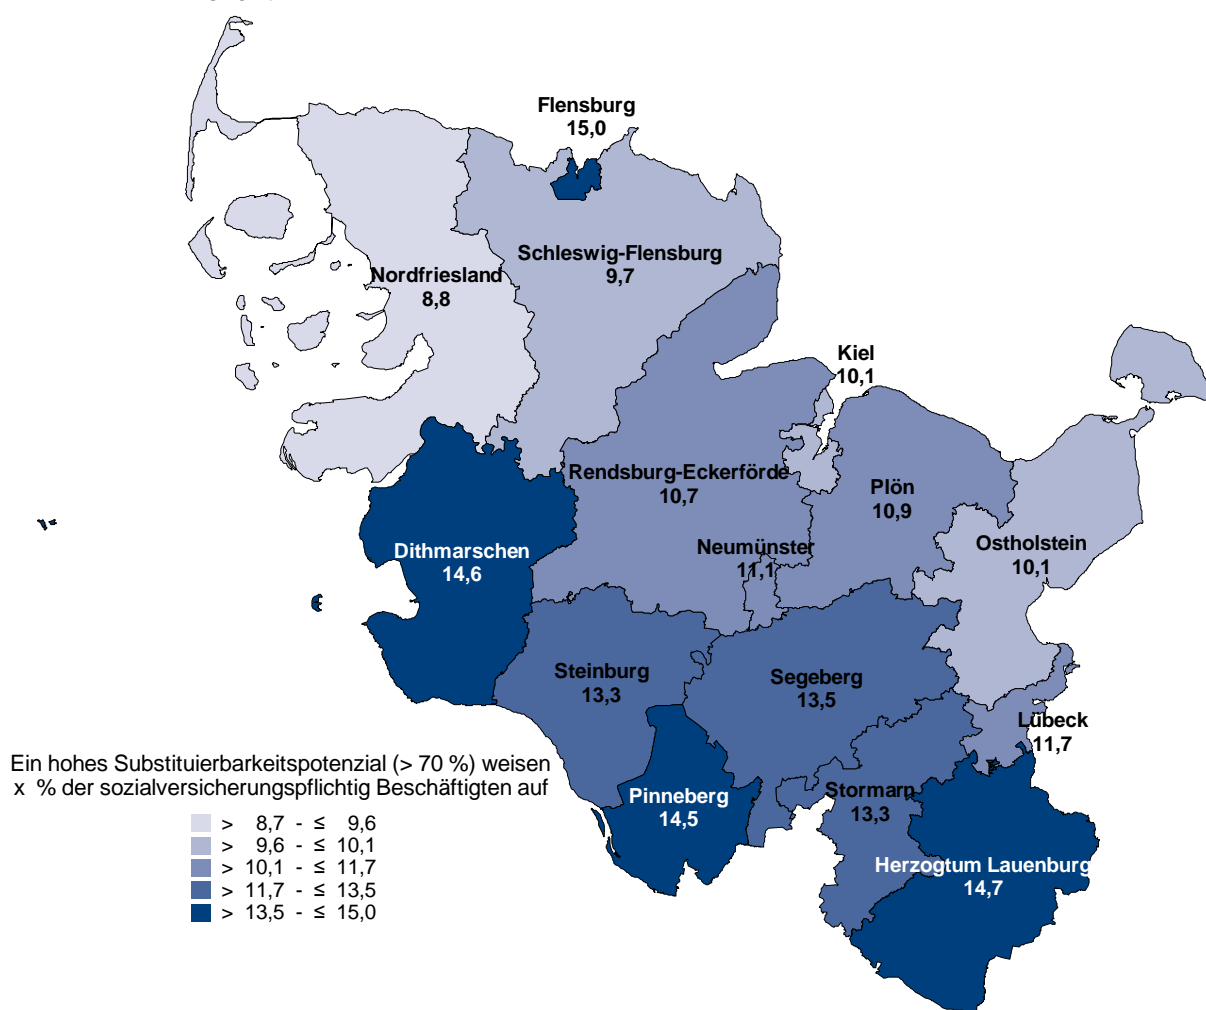 Flensburg
15,0
Schleswig-Flensburg
9,7
Nordfriesland
8,8
Kiel
10,1
Rendsburg-Eckerförde
10,7
Plön
10,9
Ostholstein
10,1
Neumünster
11,1
Dithmarschen
14,6
Steinburg
13,3
Segeberg
13,5
Lübeck
11,7
Pinneberg
14,5
Stormarn
13,3
Herzogtum Lauenburg
14,7
Ein hohes Substituierbarkeitspotenzial (> 70 %) weisen
x % der sozialversicherungspflichtig Beschäftigten auf
> 8,7 - ≤ 9,6
> 9,6 - ≤ 10,1
> 10,1 - ≤ 11,7
> 11,7 - ≤ 13,5
> 13,5 - ≤ 15,0